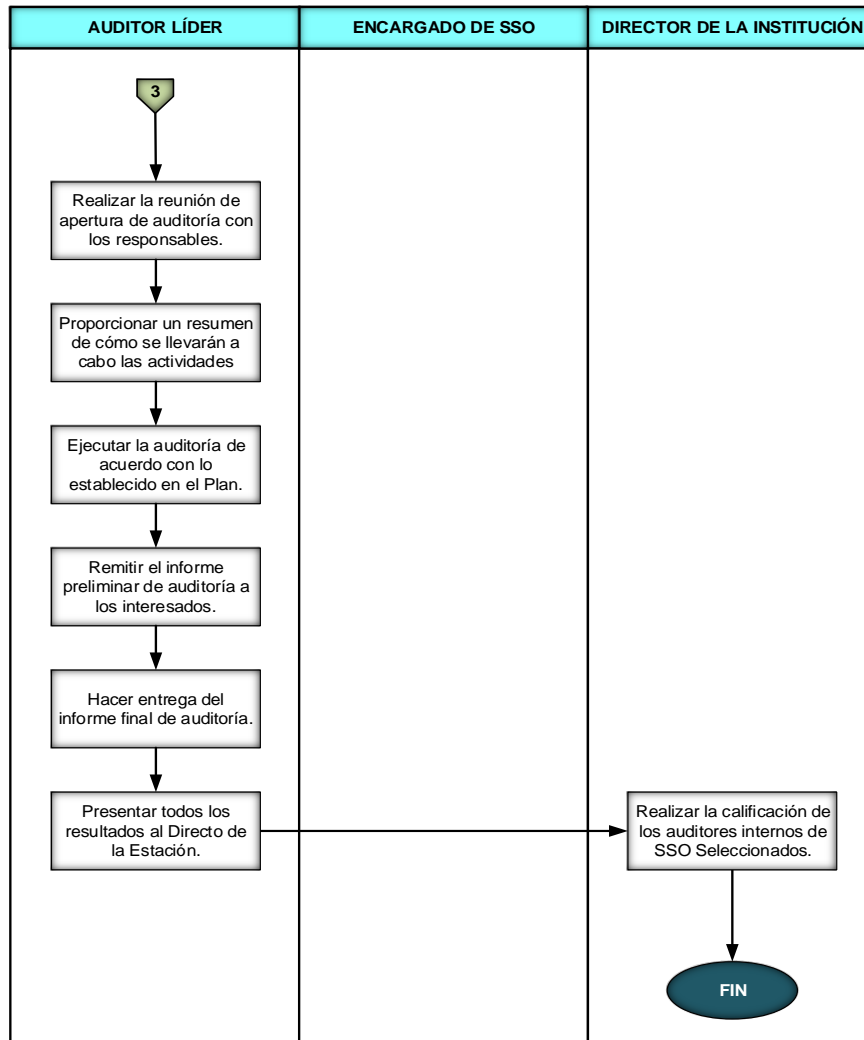 AUDITOR LÍDER
ENCARGADO DE SSO
DIRECTOR DE LA INSTITUCIÓN
3
Realizar la reunión de
apertura de auditoría con
los responsables.
Proporcionar un resumen
de cómo se llevarán a
cabo las actividades
Ejecutar la auditoría de
acuerdo con lo
establecido en el Plan.
Remitir el informe
preliminar de auditoría a
los interesados.
Hacer entrega del
informe final de auditoría.
Presentar todos los
resultados al Directo de
la Estación.
Realizar la calificación de
los auditores internos de
SSO Seleccionados.
FIN